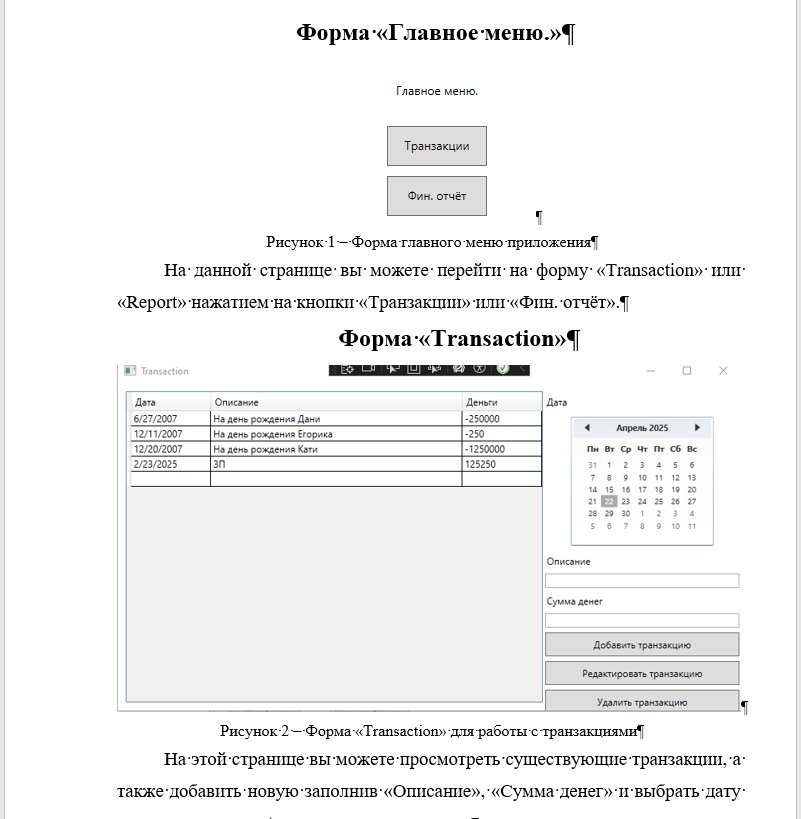 Форма «Главное меню.»¶
Главное меню.
Транзакции
Фин. отчёт
¶
Рисунок 1 – Форма главного меню приложения¶
На данной странице вы можете перейти на форму «Transaction» или
«Report» нажатием на кнопки «Транзакции» или «Фин. отчёт».¶
Форма «Transaction»¶
Transaction
Дата Описание Деньги
6/27/2007 На день рождения Дани -250000
12/11/2007 На день рождения Егорика -250
12/20/2007 На день рождения Кати -1250000
2/23/2025 ЗП 125250
Дата
Апрель 2025
Пн Вт Ср Чт Пт Сб Вс
31 1 2 3 4 5 6
7 8 9 10 11 12 13
14 15 16 17 18 19 20
21 22 23 24 25 26 27
28 29 30 1 2 3 4
5 6 7 8 9 10 11
Описание
Сумма денег
Добавить транзакцию
Редактировать транзакцию
Удалить транзакцию
¶
Рисунок 2 – Форма «Transaction» для работы с транзакциями¶
На этой странице вы можете просмотреть существующие транзакции, а
также добавить новую заполнив «Описание», «Сумма денег» и выбрать дату